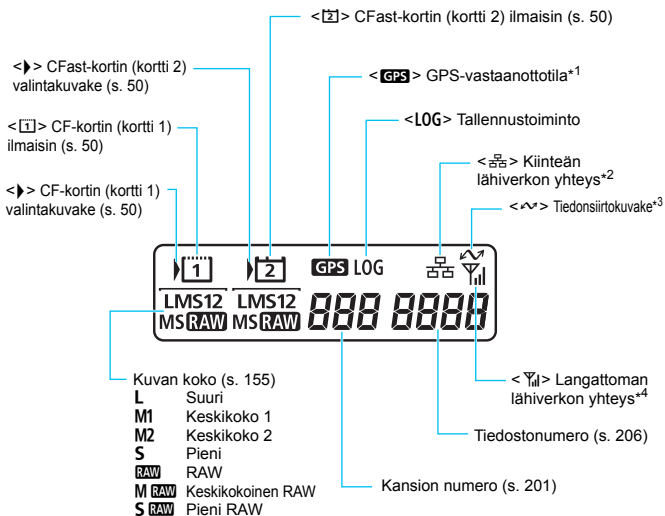 <2> CFast-kortin (kortti 2) ilmaisin (s. 50)
<> CFast-kortin (kortti 2)
valintakuvake (s. 50)
<GPS> GPS-vastaanottotila*1
<1> CF-kortin (kortti 1)
ilmaisin (s. 50)
<LOG> Tallennustoiminto
<> Kiinteän
lähiverkon yhteys*2
<> CF-kortin (kortti 1)
valintakuvake (s. 50)
<> Tiedonsiirtokuvake*3
1 2 GPS LOG
LMS12 LMS12
MS RAW MS RAW 888 8888
Kuvan koko (s. 155)
L Suuri
M1 Keskikoko 1
M2 Keskikoko 2
S Pieni
RAW RAW
M RAW Keskikokoinen RAW
S RAW Pieni RAW
<> Langattoman
lähiverkon yhteys*4
Tiedostonumero (s. 206)
Kansion numero (s. 201)